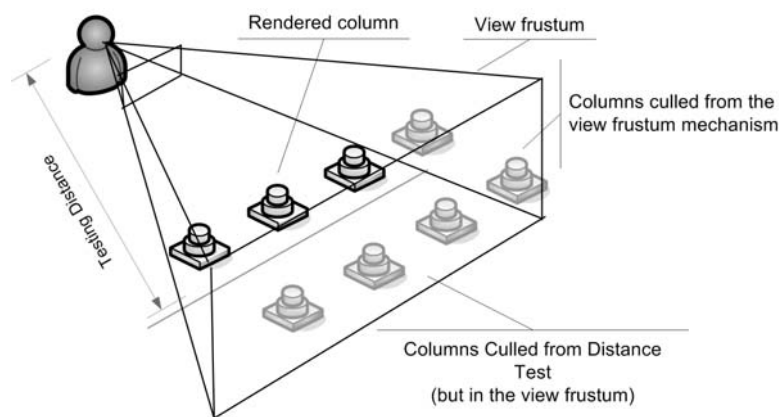 Rendered column
View frustum
Columns culled from the
view frustum mechanism
Testing Distance
Columns Culled from Distance
Test
(but in the view frustum)